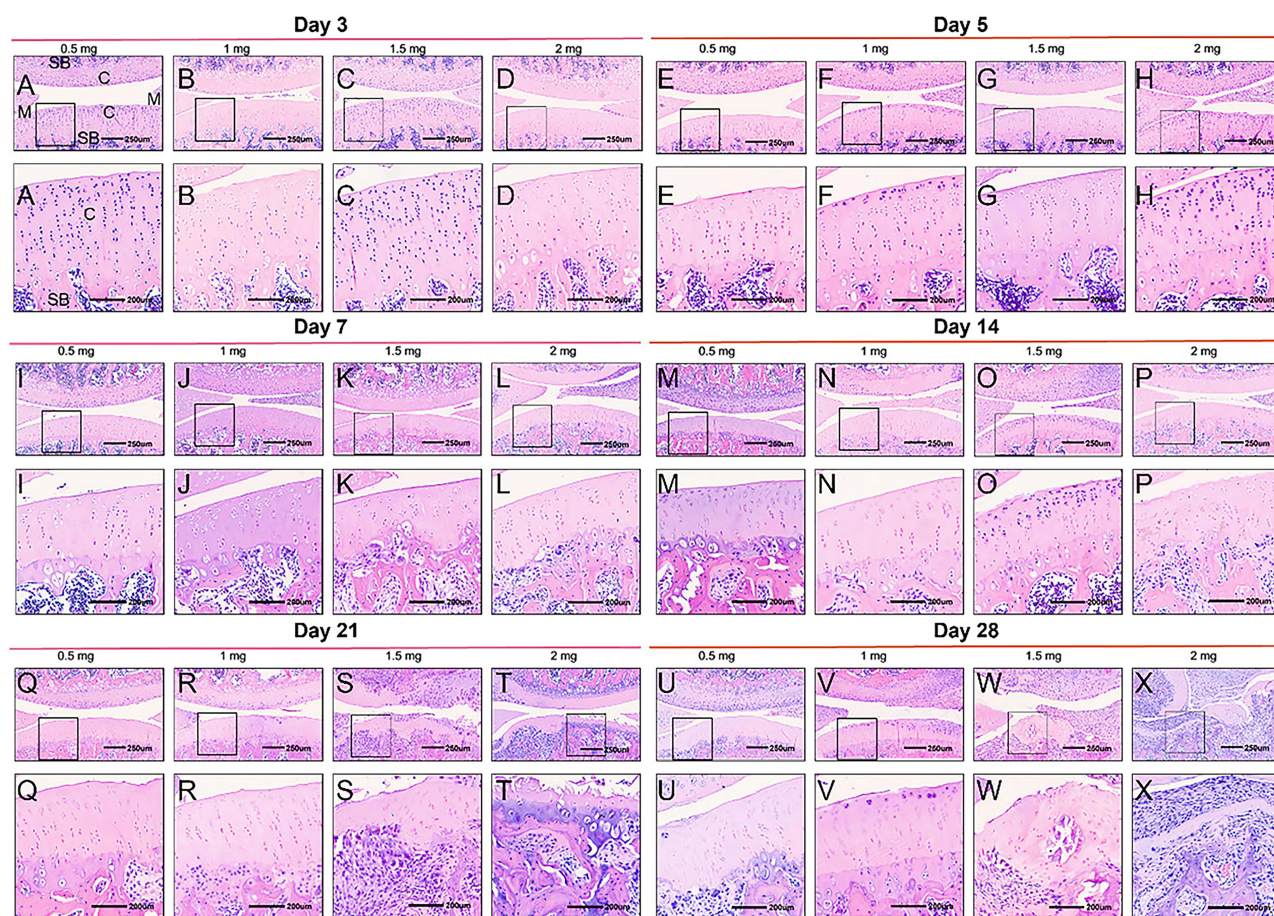 Day 3 Day 5
0.5 mg 1 mg 1.5 mg 2 mg 0.5 mg 1 mg 1.5 mg 2 mg
A SB C M M C SB 250um B 250um C 250um D 250um E 250um F 250um G 250um H 250um
A C SB 200um B 200um C 200um D 200um E 200um F 200um G 200um H 200um
Day 7 Day 14
0.5 mg 1 mg 1.5 mg 2 mg 0.5 mg 1 mg 1.5 mg 2 mg
I 250um J 250um K 250um L 250um M 250um N 250um O 250um P 250um
I 200um J 200um K 200um L 200um M 200um N 200um O 200um P 200um
Day 21 Day 28
0.5 mg 1 mg 1.5 mg 2 mg 0.5 mg 1 mg 1.5 mg 2 mg
Q 250um R 250um S 250um T 250um U 250um V 250um W 250um X 250um
Q 200um R 200um S 200um T 200um U 200um V 200um W 200um X 200um